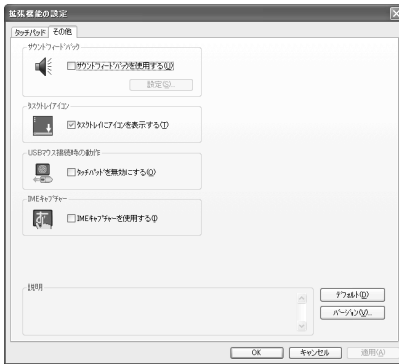 拡張機能の設定
タッチパッド その他
サウンドフィードバック
サウンドフィードバックを使用する(U)
設定(S)...
タスクトレイアイコン
タスクトレイにアイコンを表示する(T)
USBマウス接続時の動作
タッチパッドを無効にする(O)
IMEキャプチャー
IMEキャプチャーを使用する(I)
説明
デフォルト(D)
バージョン(V)...
OK キャンセル 適用(A)